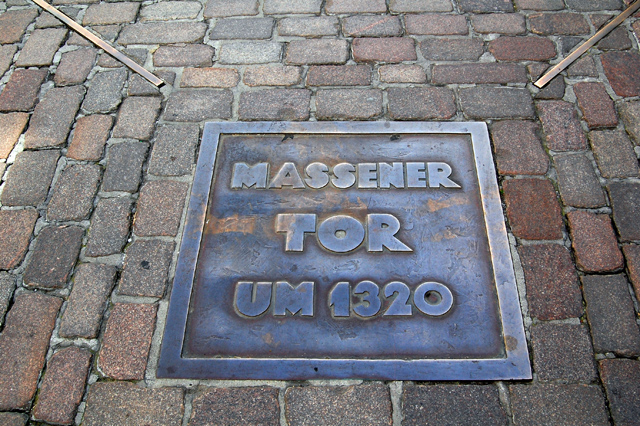 MASSENER
TOR
UM 1320